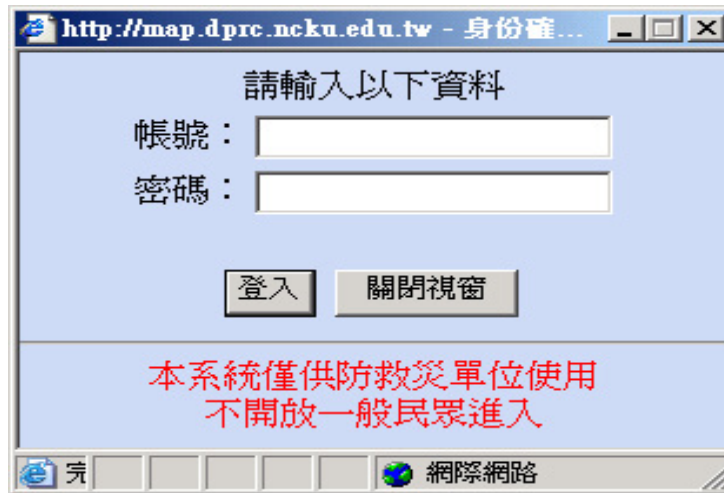 http://map.dprc.ncku.edu.tw - 身份確...
請輸入以下資料
帳號：
密碼：
登入 關閉視窗
本系統僅供防救災單位使用
不開放一般民眾進入
完 網際網路